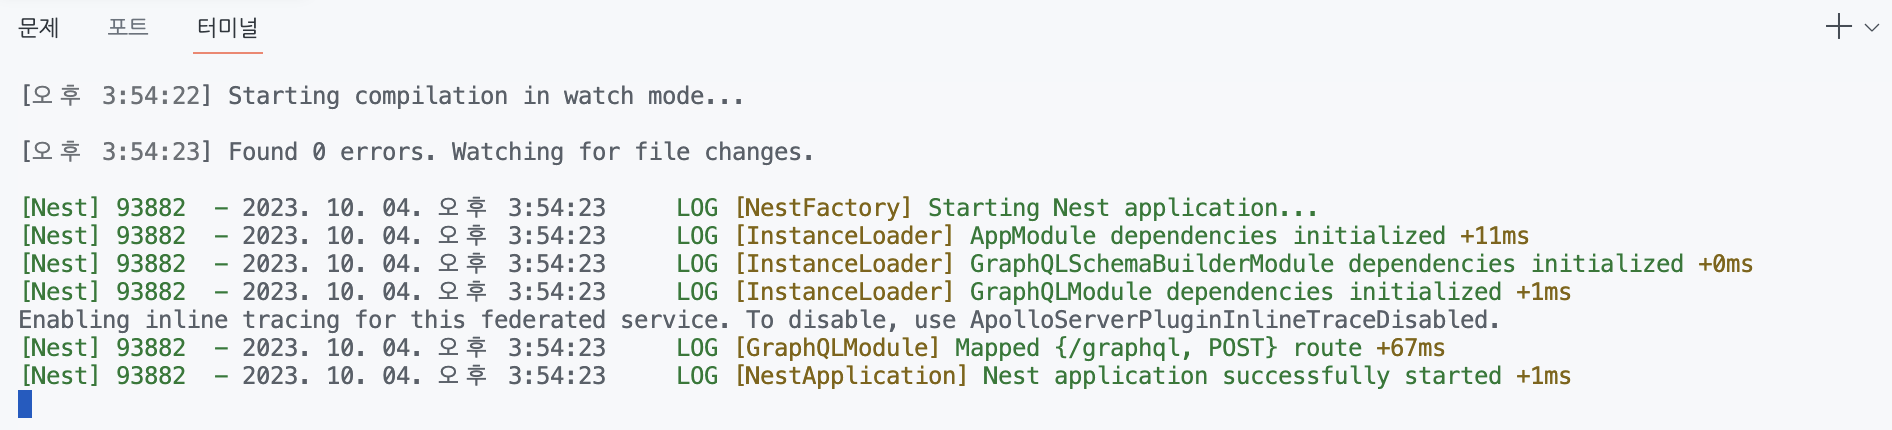 문제 포트 터미널
[오후 3:54:22] Starting compilation in watch mode...
[오후 3:54:23] Found 0 errors. Watching for file changes.
[Nest] 93882  - 2023. 10. 04. 오후 3:54:23     LOG [NestFactory] Starting Nest application...
[Nest] 93882  - 2023. 10. 04. 오후 3:54:23     LOG [InstanceLoader] AppModule dependencies initialized +11ms
[Nest] 93882  - 2023. 10. 04. 오후 3:54:23     LOG [InstanceLoader] GraphQLSchemaBuilderModule dependencies initialized +0ms
[Nest] 93882  - 2023. 10. 04. 오후 3:54:23     LOG [InstanceLoader] GraphQLModule dependencies initialized +1ms
Enabling inline tracing for this federated service. To disable, use ApolloServerPluginInlineTraceDisabled.
[Nest] 93882  - 2023. 10. 04. 오후 3:54:23     LOG [GraphQLModule] Mapped {/graphql, POST} route +67ms
[Nest] 93882  - 2023. 10. 04. 오후 3:54:23     LOG [NestApplication] Nest application successfully started +1ms